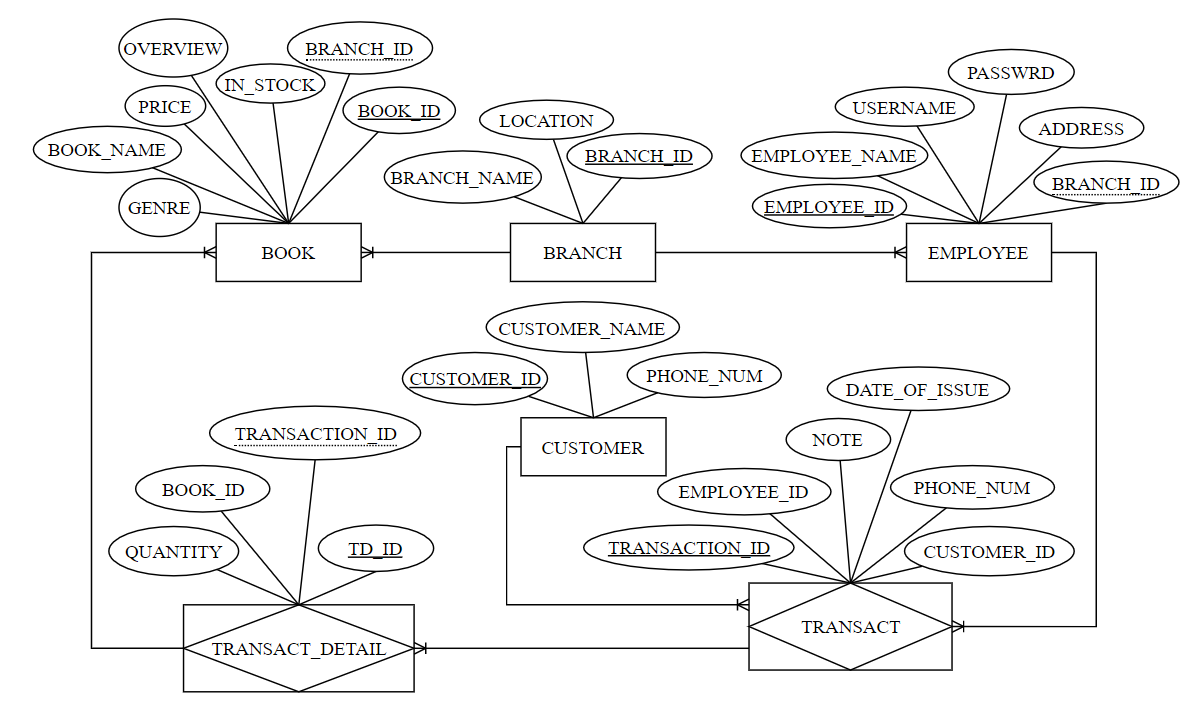 OVERVIEW
BRANCH_ID
IN_STOCK
PRICE
BOOK_ID
BOOK_NAME
GENRE
BOOK
LOCATION
BRANCH_ID
BRANCH_NAME
BRANCH
PASSWRD
USERNAME
ADDRESS
EMPLOYEE_NAME
BRANCH_ID
EMPLOYEE_ID
EMPLOYEE
CUSTOMER_NAME
CUSTOMER_ID
PHONE_NUM
CUSTOMER
TRANSACTION_ID
BOOK_ID
QUANTITY
TD_ID
TRANSACT_DETAIL
DATE_OF_ISSUE
NOTE
EMPLOYEE_ID
PHONE_NUM
TRANSACTION_ID
CUSTOMER_ID
TRANSACT